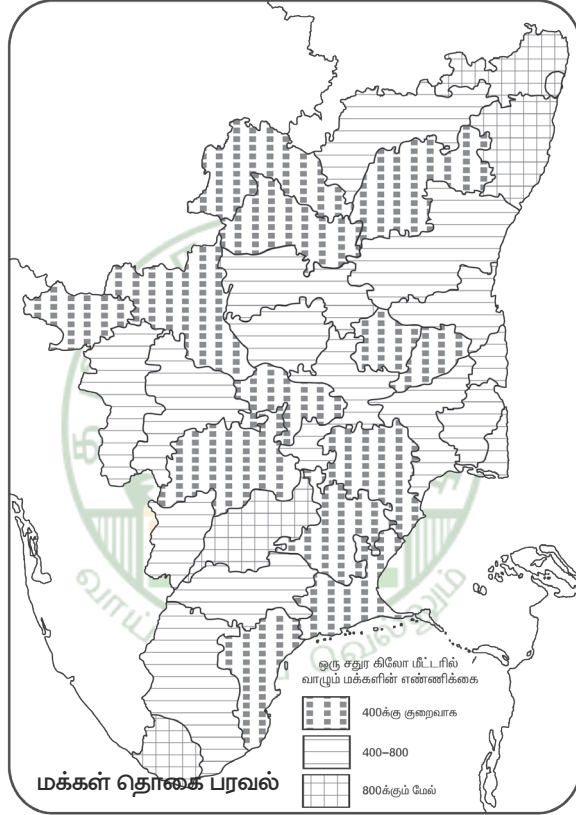 ஒரு சதுர கிலோ மீட்டரில்
வாழும் மக்களின் எண்ணிக்கை
400க்கு குறைவாக
400–800
800க்கும் மேல்
மக்கள் தொகை பரவல்